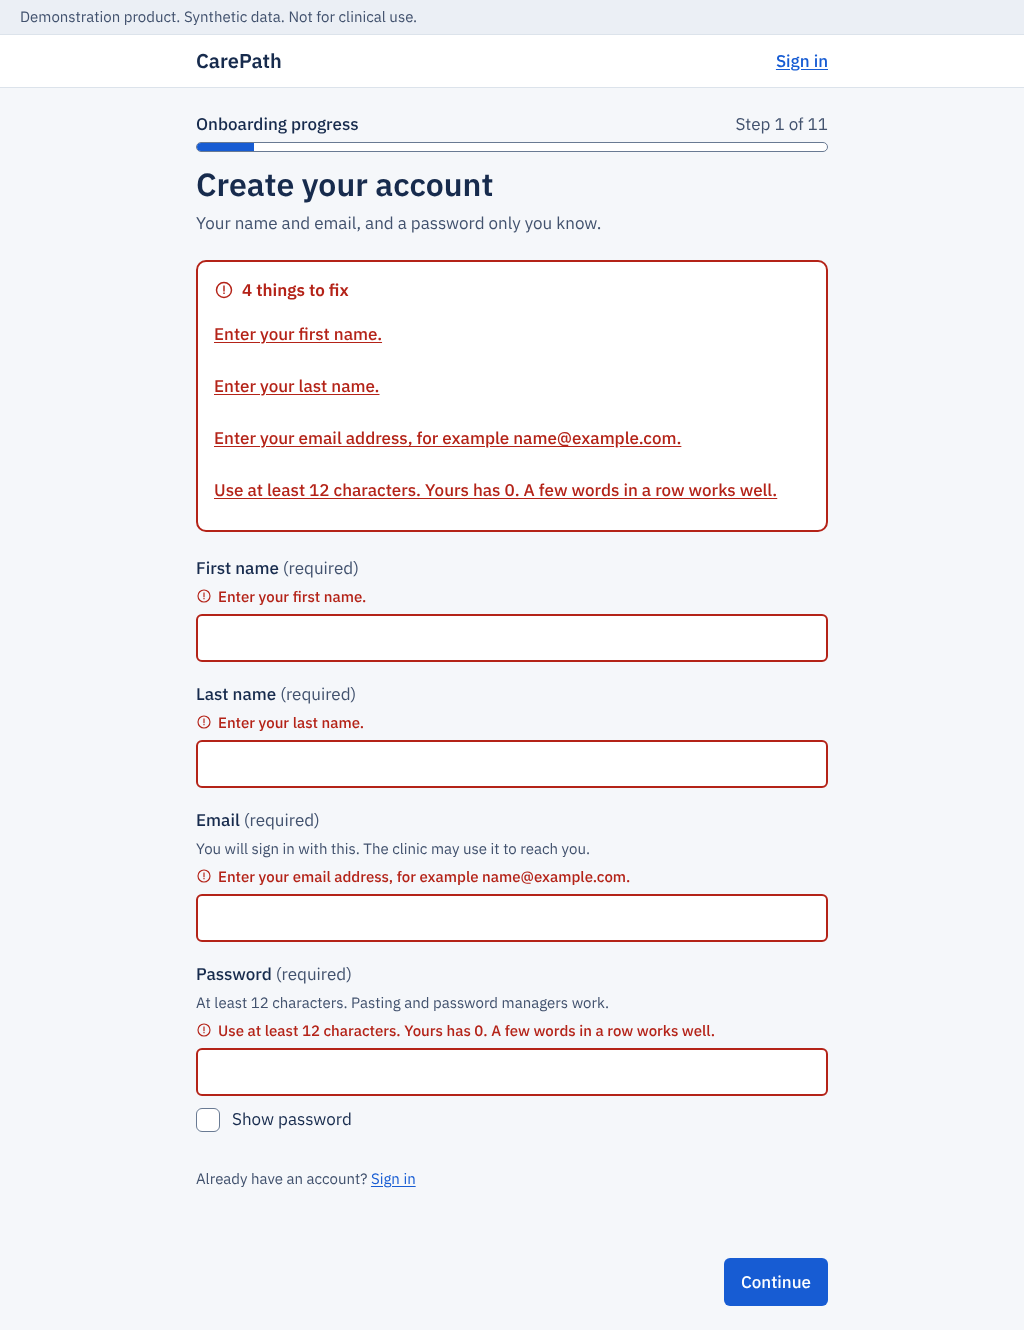 Demonstration product. Synthetic data. Not for clinical use.
CarePath
Sign in
Onboarding progress
Step 1 of 11
Create your account
Your name and email, and a password only you know.
4 things to fix
Enter your first name.
Enter your last name.
Enter your email address, for example name@example.com.
Use at least 12 characters. Yours has 0. A few words in a row works well.
First name (required)
Enter your first name.
Last name (required)
Enter your last name.
Email (required)
You will sign in with this. The clinic may use it to reach you.
Enter your email address, for example name@example.com.
Password (required)
At least 12 characters. Pasting and password managers work.
Use at least 12 characters. Yours has 0. A few words in a row works well.
Show password
Already have an account? Sign in
Continue